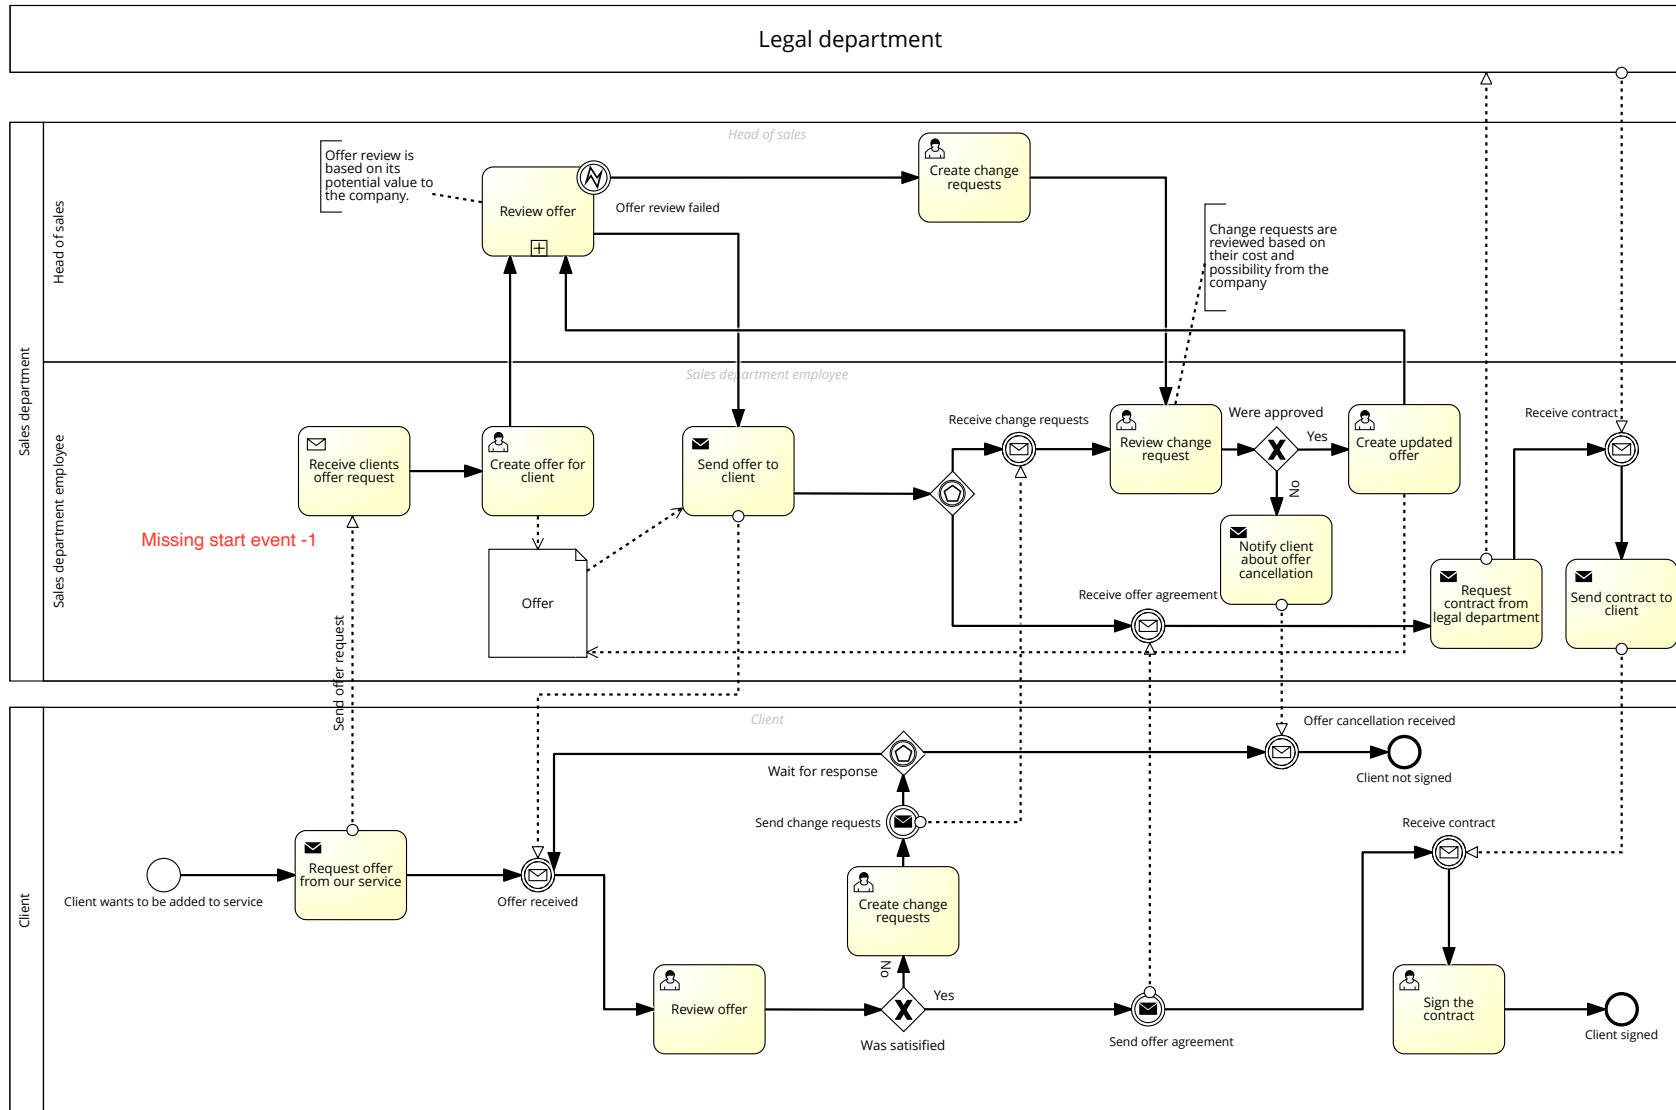 Legal department
Sales department
Head of sales
Head of sales
Offer review is
based on its
potential value to
the company.
Review offer
Offer review failed
Create change
requests
Change requests are
reviewed based on
their cost and
possibility from the
company
Sales department employee
Sales department employee
Receive clients
offer request
Create offer for
client
Send offer to
client
Receive change requests
Review change
request
Were approved
Yes
No
Create updated
offer
Receive contract
Missing start event -1
Offer
Notify client
about offer
cancellation
Receive offer agreement
Request
contract from
legal department
Send contract to
client
Send offer request
Client
Client
Offer cancellation received
Wait for response
Client not signed
Send change requests
Receive contract
Request offer
from our service
Client wants to be added to service
Offer received
Create change
requests
No
Yes
Review offer
Was satisified
Send offer agreement
Sign the
contract
Client signed